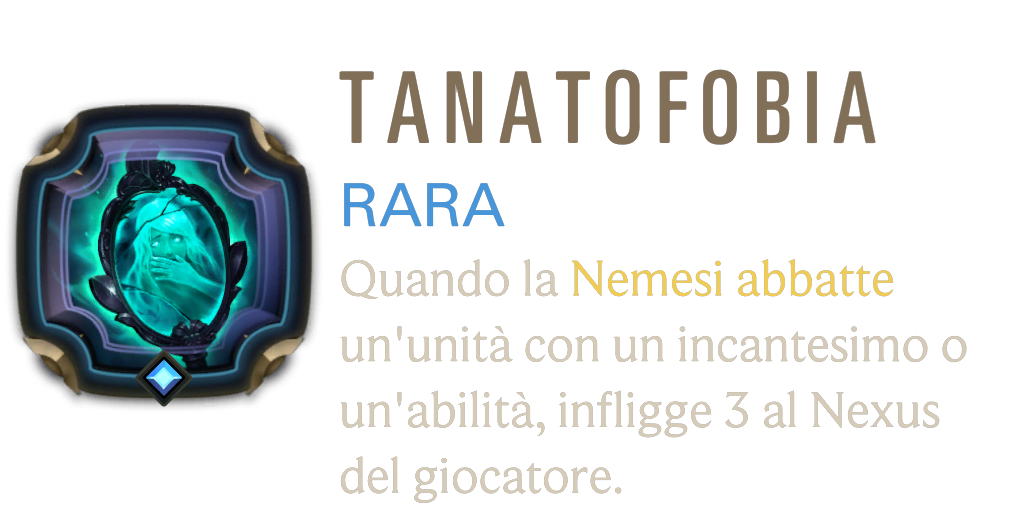 TANATOFOBIA
RARA
Quando la Nemesi abbatte
un'unità con un incantesimo o
un'abilità, infligge 3 al Nexus
del giocatore.